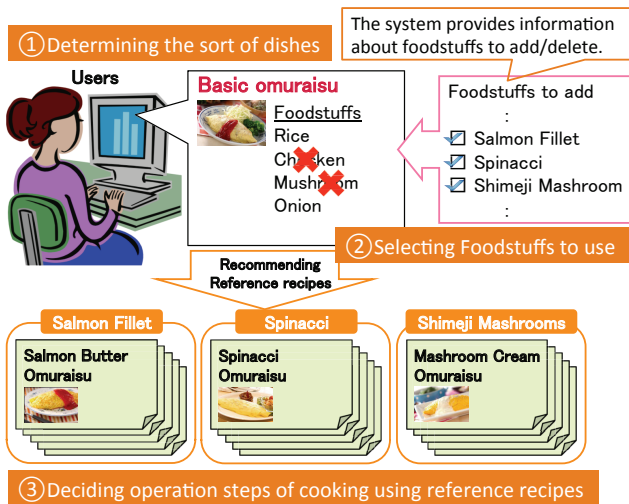 ①Determining the sort of dishes
The system provides information
about foodstuffs to add/delete.
Users
Basic omuraisu
Foodstuffs
Rice
Chicken
Mushroom
Onion
Foodstuffs to add
:
Salmon Fillet
Spinacci
Shimeji Mashroom
:
②Selecting Foodstuffs to use
Recommending
Reference recipes
Salmon Fillet
Salmon Butter
Omuraisu
Spinacci
Spinacci
Omuraisu
Shimeji Mashrooms
Mashroom Cream
Omuraisu
③Deciding operation steps of cooking using reference recipes